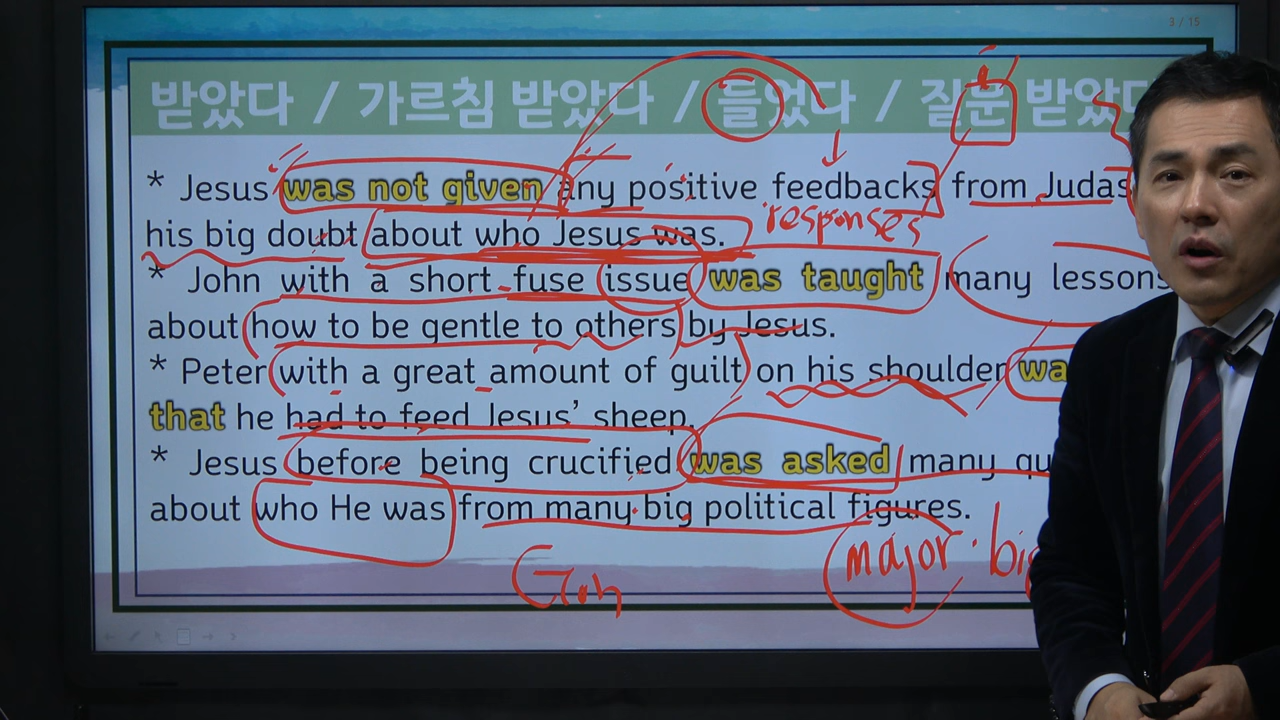 3 / 15
받았다 / 가르침 받았다 / 들었다 / 질문 받았다
* Jesus was not given any positive feedbacks from Judas
responses
his big doubt about who Jesus was.
* John with a short fuse issue was taught many lessons
about how to be gentle to others by Jesus.
* Peter with a great amount of guilt on his shoulder
that he had to feed Jesus' sheep.
* Jesus before being crucified was asked many
about who He was from many big political figures.
major